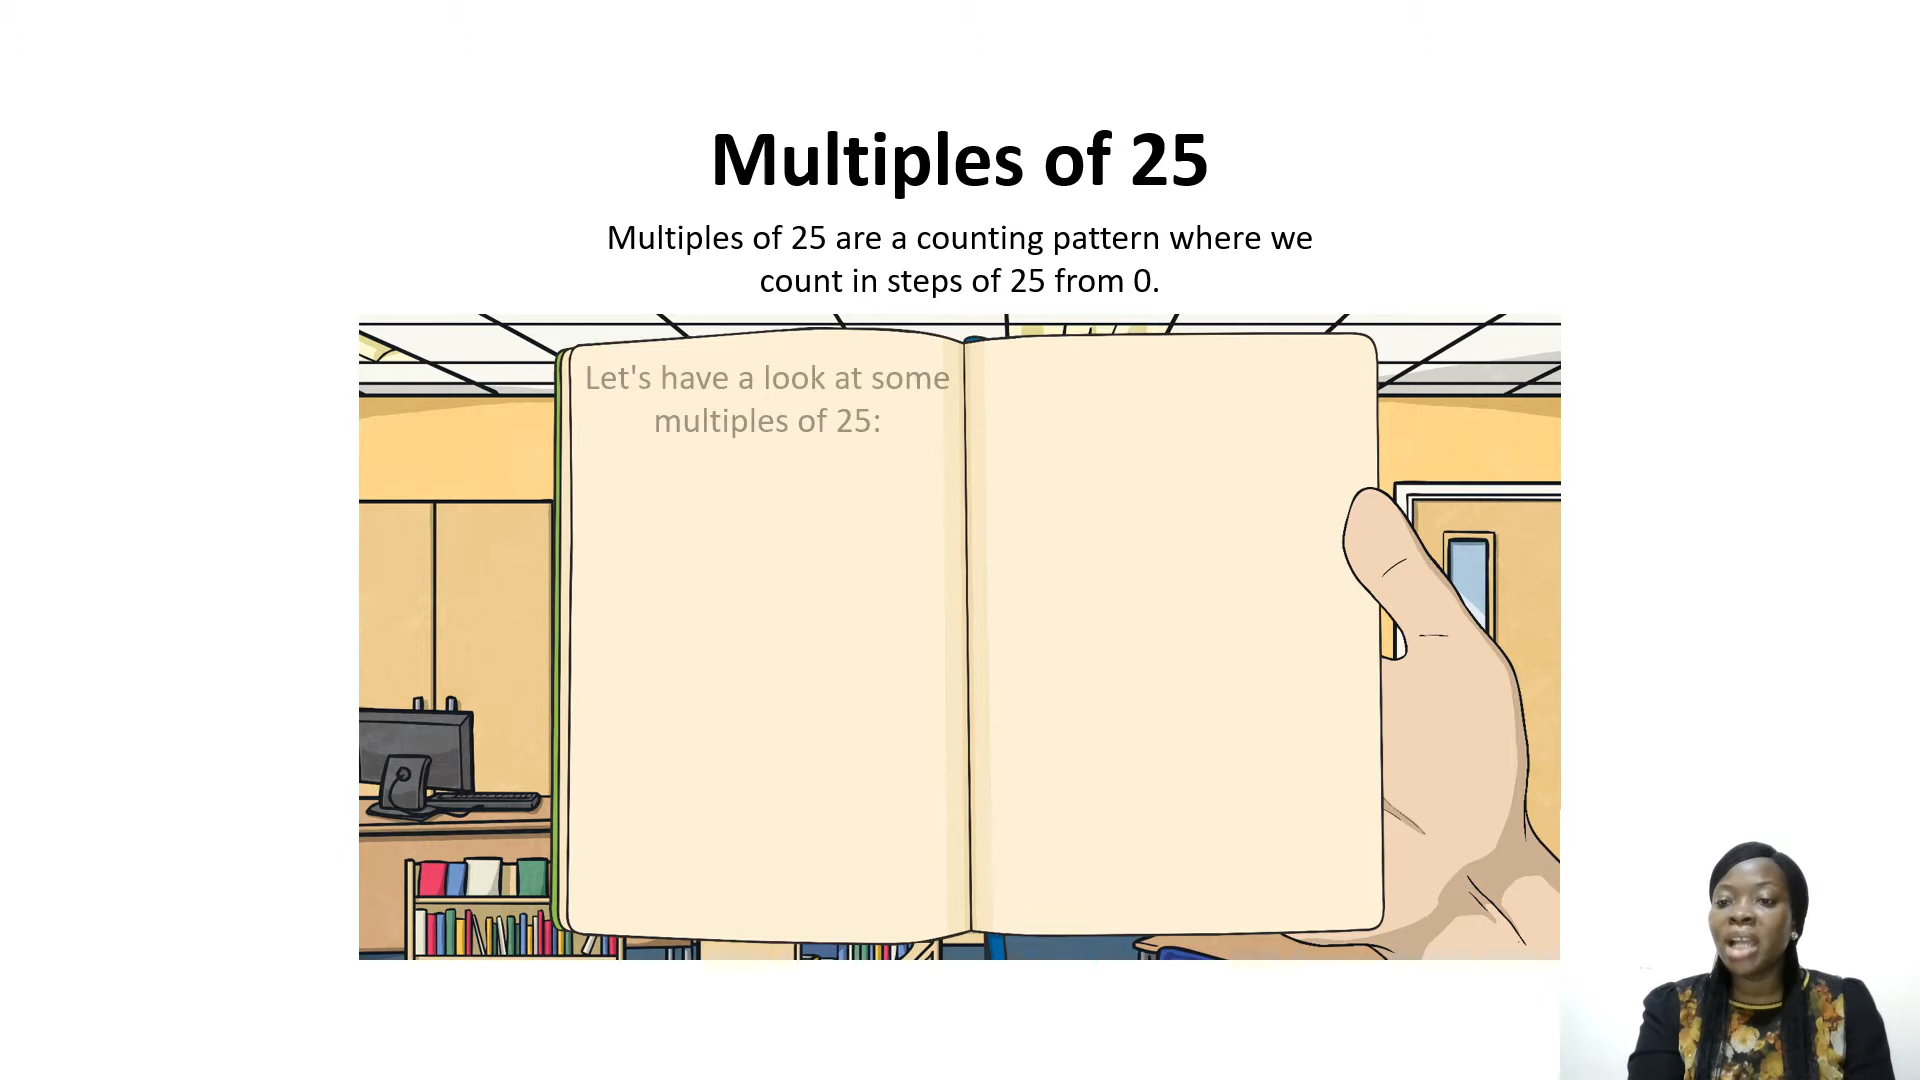 Multiples of 25
Multiples of 25 are a counting pattern where we
count in steps of 25 from 0.
Let's have a look at some
multiples of 25: